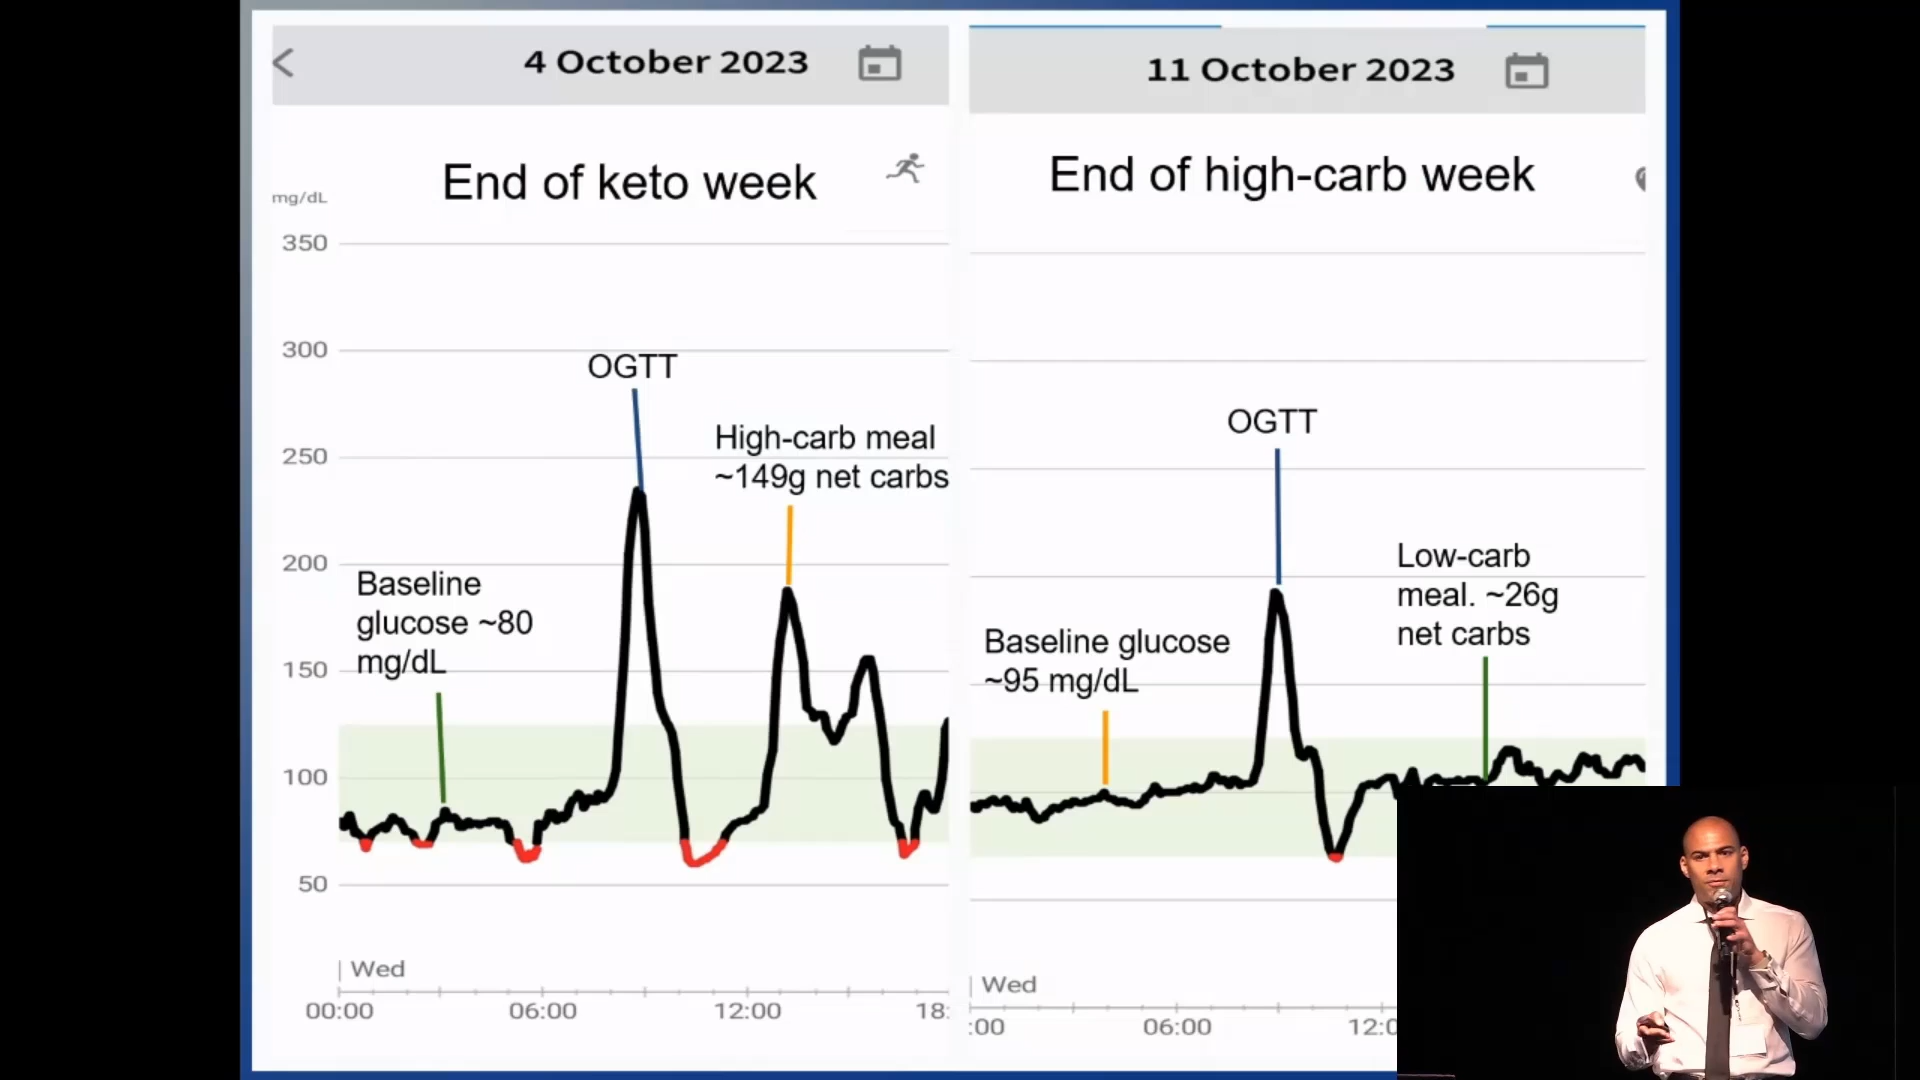 4 October 2023
End of keto week
mg/dL
350
300
250
200
150
100
50
OGTT
High-carb meal
~149g net carbs
Baseline
glucose ~80
mg/dL
Wed
00:00
06:00
12:00
18:
11 October 2023
End of high-carb week
OGTT
Low-carb
meal. ~26g
net carbs
Baseline glucose
~95 mg/dL
Wed
:00
06:00
12:0